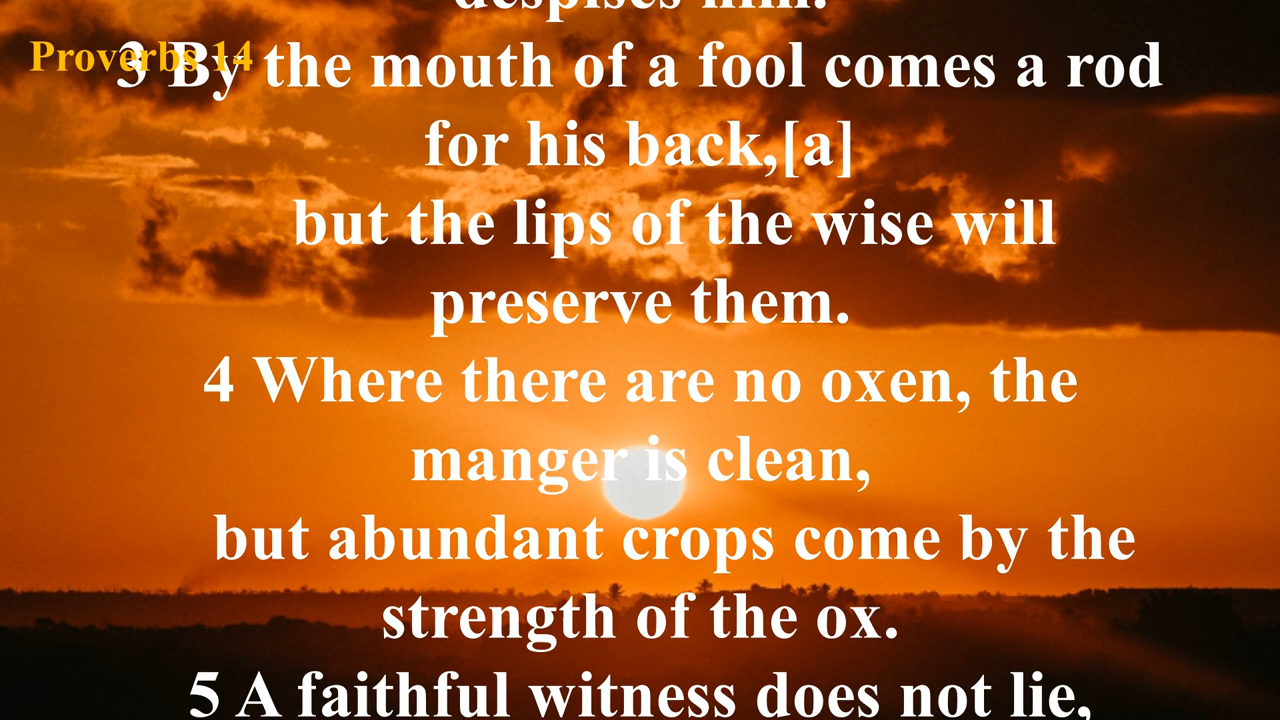 despises him.
Proverbs 14
3 By the mouth of a fool comes a rod
for his back,[a]
but the lips of the wise will
preserve them.
4 Where there are no oxen, the
manger is clean,
but abundant crops come by the
strength of the ox.
5 A faithful witness does not lie,